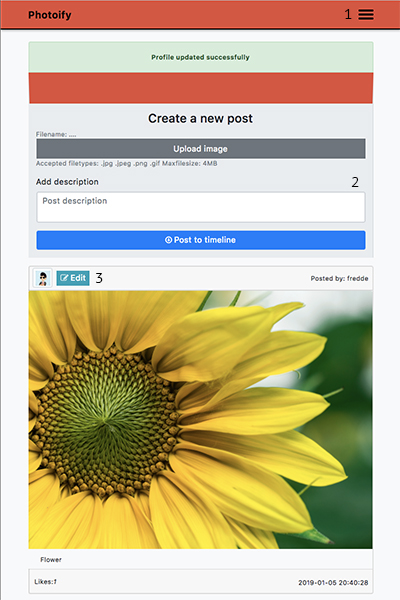 Photoify 1
Profile updated successfully
Create a new post
Filename: ....
Upload image
Accepted filetypes: .jpg .jpeg .png .gif Maxfilesize: 4MB
Add description 2
Post description
Post to timeline
Edit 3 Posted by: fredde
Flower
Likes:1 2019-01-05 20:40:28